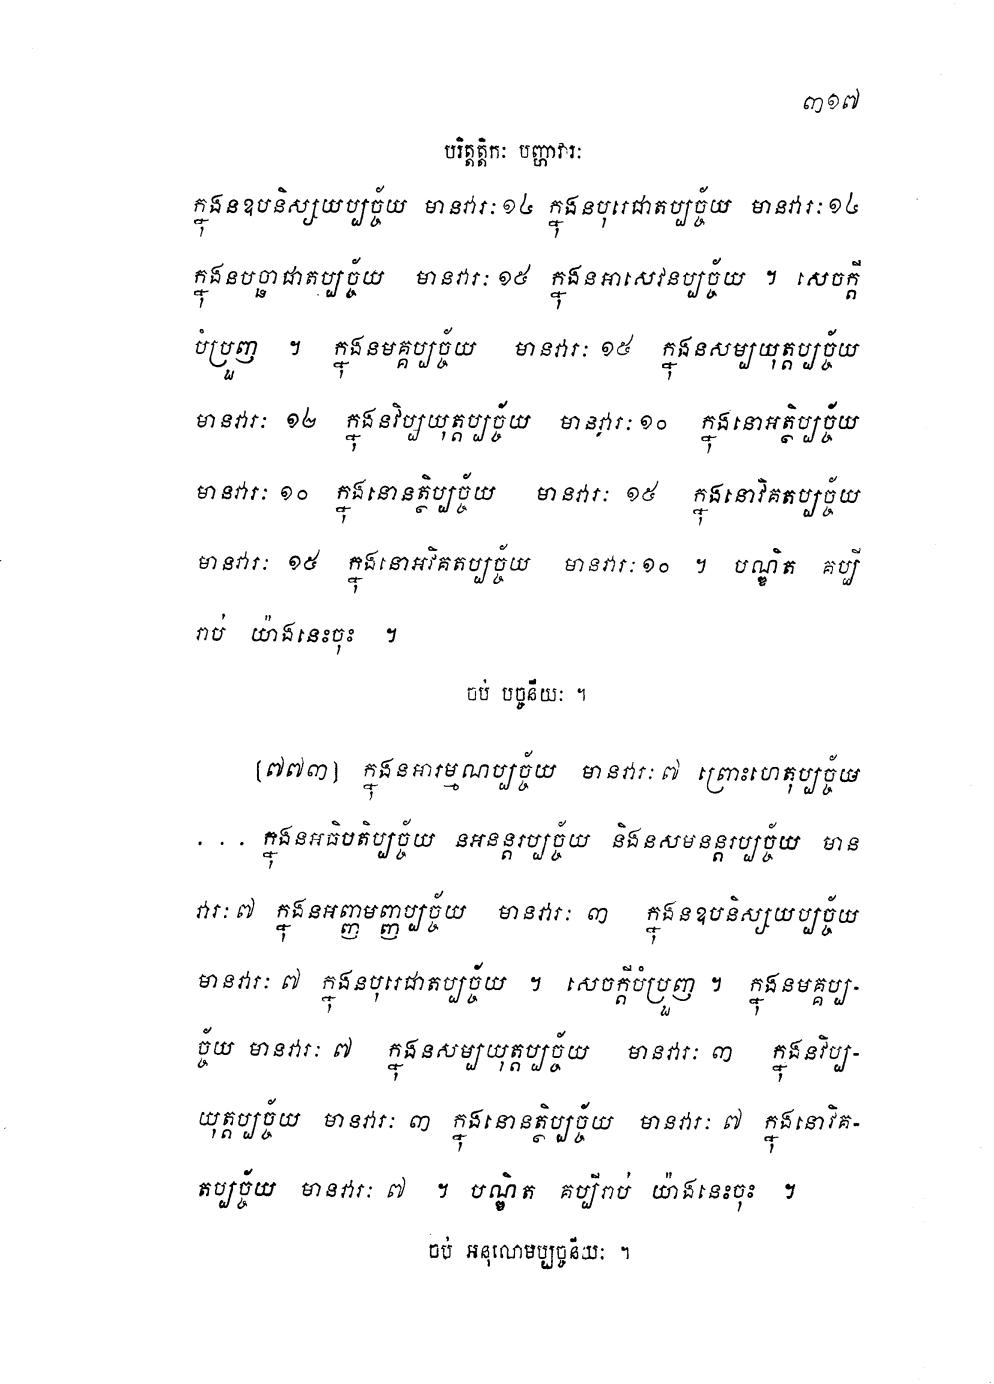 ៣១៧
បរិត្តត្តិកៈ បញ្ហាវារៈ
ក្នុងនឧបនិស្សយប្បច្ច័យ មានវារៈ ១៤ ក្នុងនបុរេជាតប្បច្ច័យ មានវារៈ ១៤
ក្នុងនបច្ឆាជាតប្បច្ច័យ មានវារៈ ១៥ ក្នុងនអាសេវនប្បច្ច័យ ។ សេចក្តី
បំប្រួញ ។ ក្នុងនមគ្គប្បច្ច័យ មានវារៈ ១៥ ក្នុងនសម្បយុត្តប្បច្ច័យ
មានវារៈ ១២ ក្នុងនវិប្បយុត្តប្បច្ច័យ មានវារៈ ១០ ក្នុងនោអត្ថិប្បច្ច័យ
មានវារៈ ១០ ក្នុងនោនត្ថិប្បច្ច័យ មានវារៈ ១៥ ក្នុងនោវិគតប្បច្ច័យ
មានវារៈ ១៥ ក្នុងនោអវិគតប្បច្ច័យ មានវារៈ ១០ ។ បណ្ឌិត គប្បី
រាប់ យ៉ាងនេះចុះ ។
ចប់ បច្ចនីយៈ ។
(៧៧៣) ក្នុងនអារម្មណប្បច្ច័យ មានវារៈ ៧ ព្រោះហេតុប្បច្ច័យ
. . . ក្នុងនអធិបតិប្បច្ច័យ នអនន្តរប្បច្ច័យ និងនសមនន្តរប្បច្ច័យ មាន
វារៈ ៧ ក្នុងនអញ្ញមញ្ញប្បច្ច័យ មានវារៈ ៣ ក្នុងនឧបនិស្សយប្បច្ច័យ
មានវារៈ ៧ ក្នុងនបុរេជាតប្បច្ច័យ ។ សេចក្តីបំប្រួញ ។ ក្នុងនមគ្គប្ប-
ច្ច័យ មានវារៈ ៧ ក្នុងនសម្បយុត្តប្បច្ច័យ មានវារៈ ៣ ក្នុងនវិប្ប-
យុត្តប្បច្ច័យ មានវារៈ ៣ ក្នុងនោនត្ថិប្បច្ច័យ មានវារៈ ៧ ក្នុងនោវិគ-
តប្បច្ច័យ មានវារៈ ៧ ។ បណ្ឌិត គប្បីរាប់ យ៉ាងនេះចុះ ។
ចប់ អនុលោមប្បច្ចនីយៈ ។